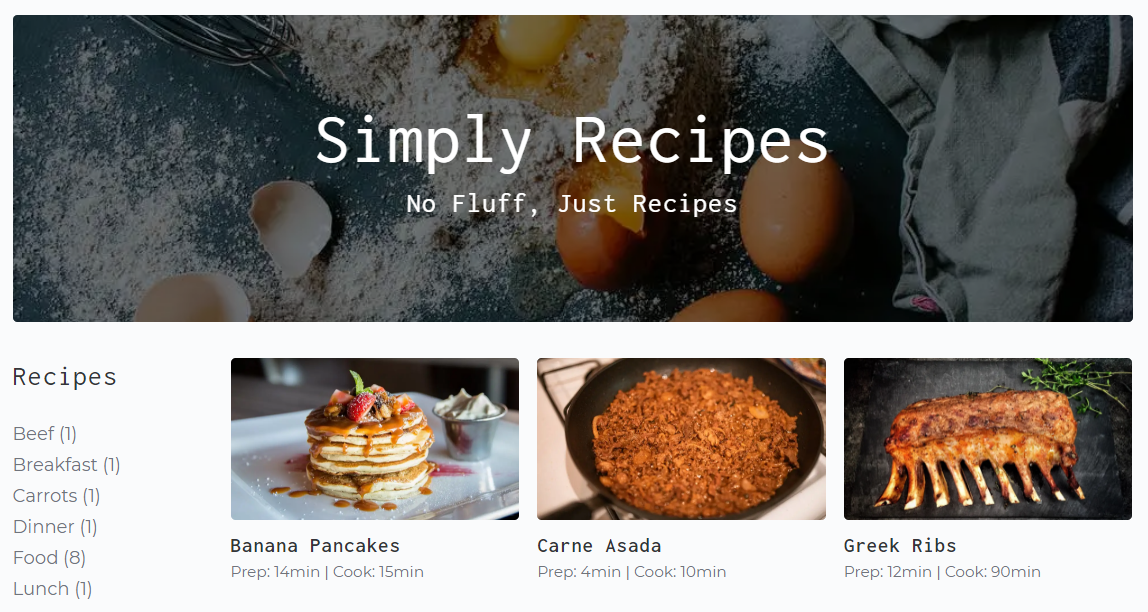 Simply Recipes
No Fluff, Just Recipes
Recipes
Beef (1)
Breakfast (1)
Carrots (1)
Dinner (1)
Food (8)
Lunch (1)
Banana Pancakes
Prep: 14min | Cook: 15min
Carne Asada
Prep: 4min | Cook: 10min
Greek Ribs
Prep: 12min | Cook: 90min